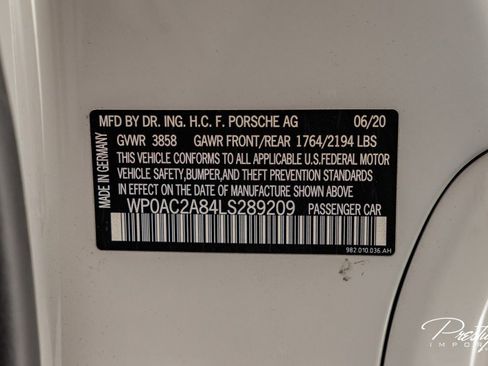 MFD BY DR. ING. H.C. F. PORSCHE AG 06/20
GVWR 3858 GAWR FRONT/REAR 1764/2194 LBS
THIS VEHICLE CONFORMS TO ALL APPLICABLE U.S.FEDERAL MOTOR
VEHICLE SAFETY,BUMPER,AND THEFT PREVENTION STANDARDS
IN EFFECT ON THE DATE OF MANUFACTURE SHOWN ABOVE
WP0AC2A84LS289209 PASSENGER CAR
982.010.036.AH
MADE IN GERMANY
Prestige
IMPORTS